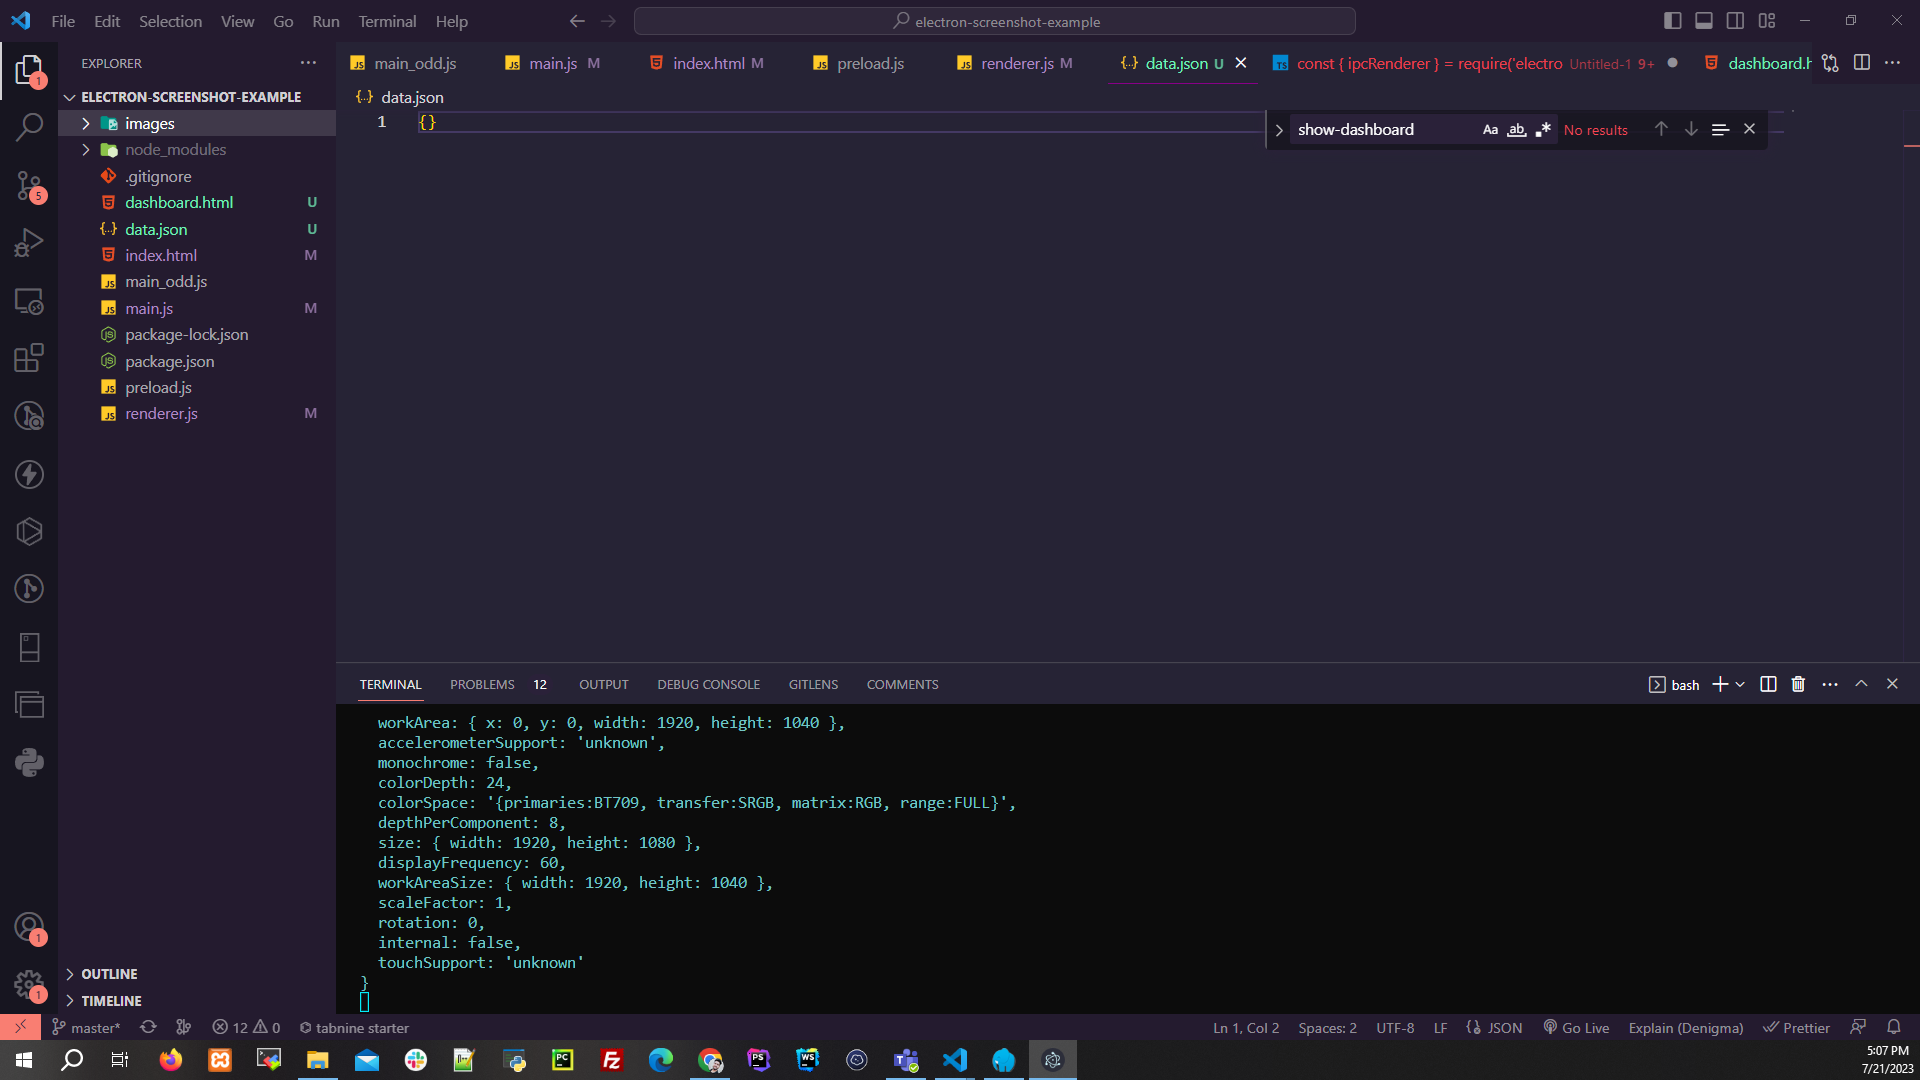 File Edit Selection View Go Run Terminal Help
electron-screenshot-example
EXPLORER
ELECTRON-SCREENSHOT-EXAMPLE
images
node_modules
.gitignore
dashboard.html U
data.json U
index.html M
main_odd.js
main.js M
package-lock.json
package.json
preload.js
renderer.js M
OUTLINE
TIMELINE
main_odd.js main.js M index.html M preload.js renderer.js M data.json U const { ipcRenderer } = require('electro Untitled-1 9+ dashboard.h
data.json
1 {}
show-dashboard Aa ab No results
TERMINAL PROBLEMS 12 OUTPUT DEBUG CONSOLE GITLENS COMMENTS
bash
workArea: { x: 0, y: 0, width: 1920, height: 1040 },
accelerometerSupport: 'unknown',
monochrome: false,
colorDepth: 24,
colorSpace: '{primaries:BT709, transfer:SRGB, matrix:RGB, range:FULL}',
depthPerComponent: 8,
size: { width: 1920, height: 1080 },
displayFrequency: 60,
workAreaSize: { width: 1920, height: 1040 },
scaleFactor: 1,
rotation: 0,
internal: false,
touchSupport: 'unknown'
}
master* 12 0 tabnine starter
Ln 1, Col 2 Spaces: 2 UTF-8 LF JSON Go Live Explain (Denigma) Prettier
5:07 PM
7/21/2023